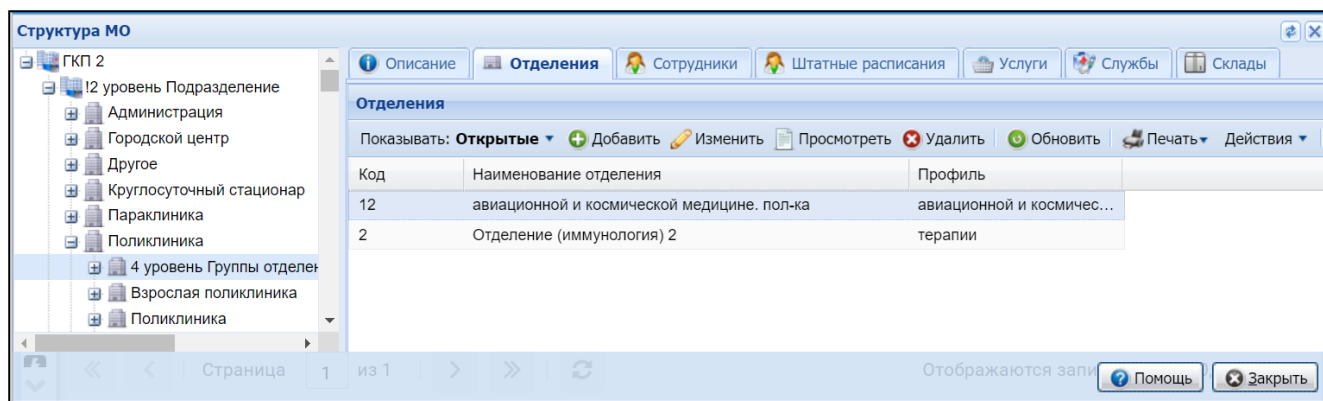 Структура МО
ГКП 2
!2 уровень Подразделение
Администрация
Городской центр
Другое
Круглосуточный стационар
Параклиника
Поликлиника
4 уровень Группы отделен
Взрослая поликлиника
Поликлиника
Описание Отделения Сотрудники Штатные расписания Услуги Службы Склады
Отделения
Показывать: Открытые Добавить Изменить Просмотреть Удалить Обновить Печать Действия
Код Наименование отделения Профиль
12 авиационной и космической медицине. пол-ка авиационной и космичес...
2 Отделение (иммунология) 2 терапии
Страница 1 из 1 Отображаются запи
Помощь Закрыть